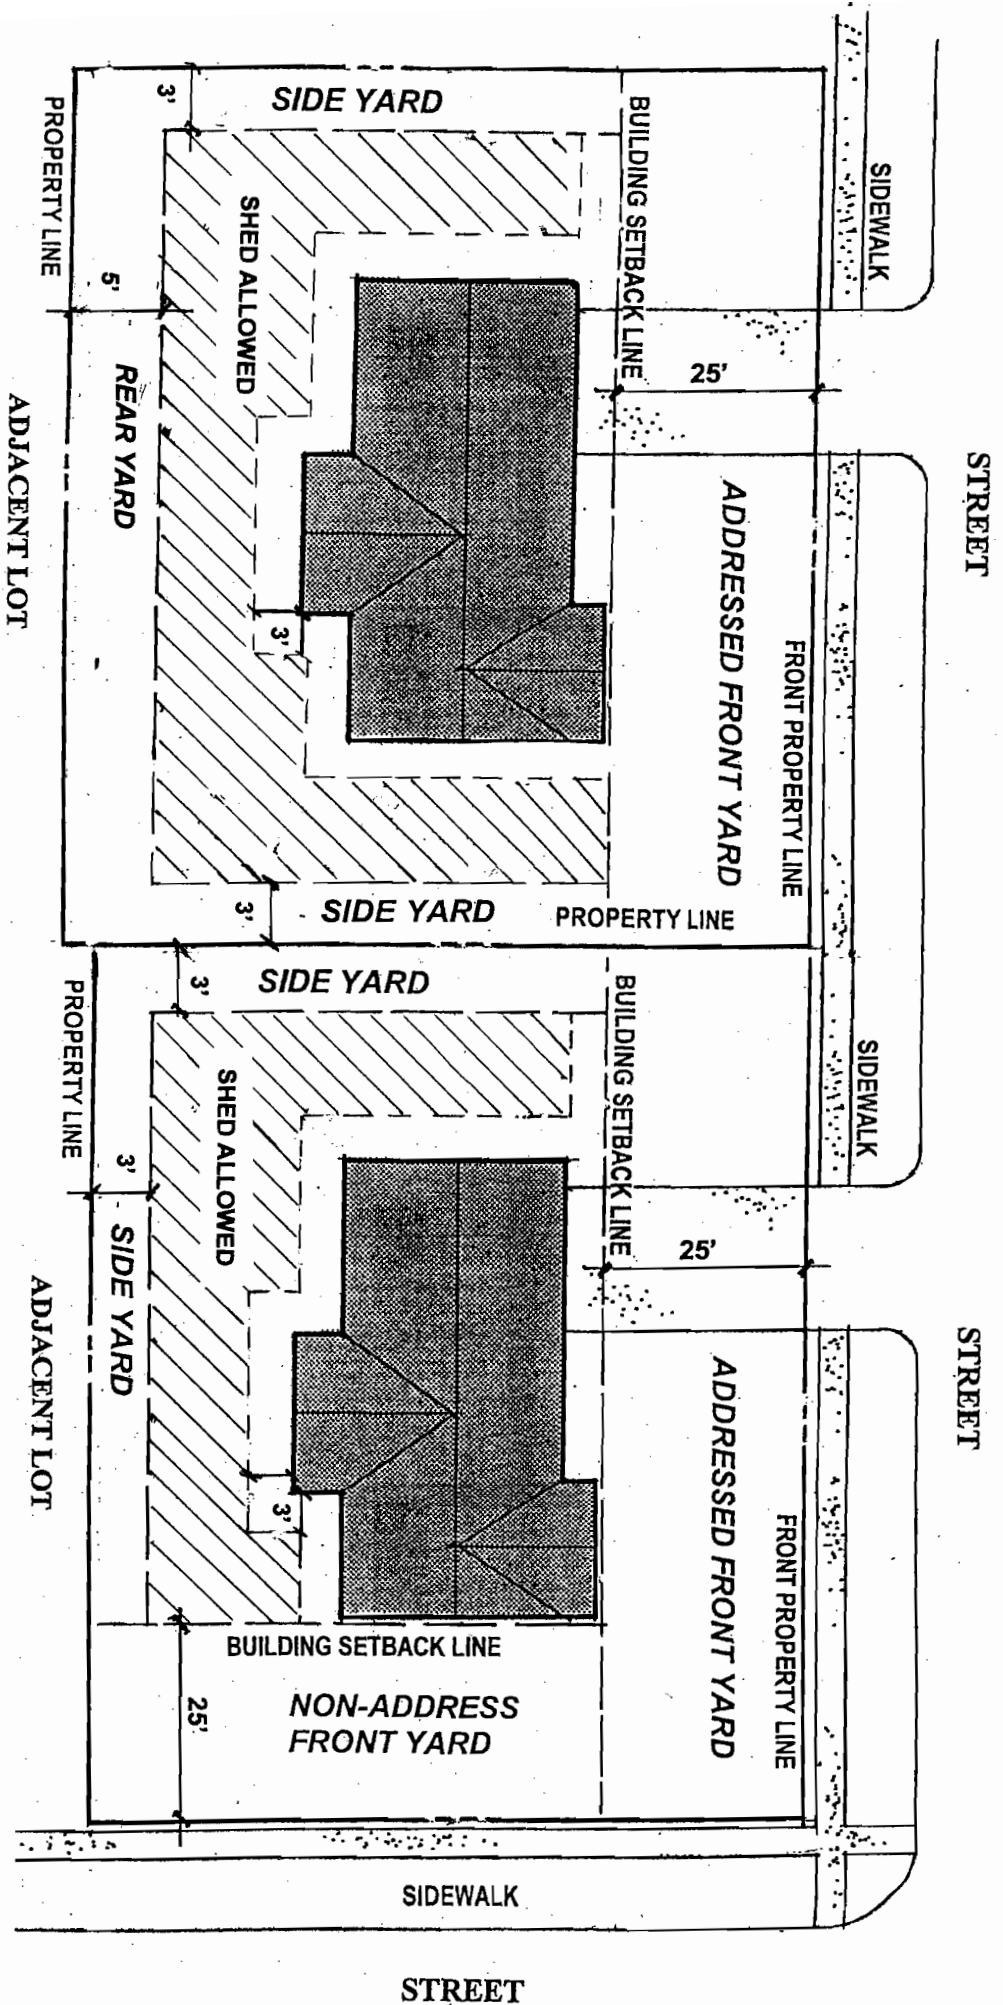 3'
SIDE YARD
BUILDING SETBACK LINE
SIDEWALK
PROPERTY LINE
SHED ALLOWED
5'
25'
STREET
REAR YARD
ADJACENT LOT
ADDRESSED FRONT YARD
3'
FRONT PROPERTY LINE
3'
SIDE YARD
PROPERTY LINE
3'
SIDE YARD
BUILDING SETBACK LINE
SIDEWALK
PROPERTY LINE
SHED ALLOWED
3'
25'
STREET
SIDE YARD
ADJACENT LOT
ADDRESSED FRONT YARD
3'
FRONT PROPERTY LINE
BUILDING SETBACK LINE
25'
NON-ADDRESS
FRONT YARD
SIDEWALK
STREET